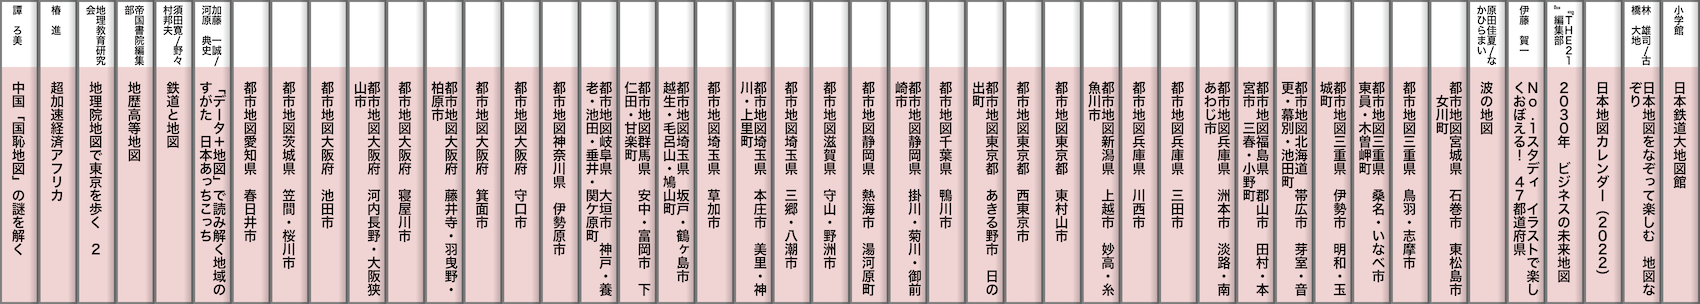 譚 ろ美
中国「国恥地図」の謎を解く
椿 進
超加速経済アフリカ
地理教育研究
会
地理院地図で東京を歩く 2
帝国書院編集
部
地歴高等地図
須田寛/野々
村邦夫
鉄道と地図
加藤 一誠/
河原 典史
「データ+地図」で読み解く地域の
すがた 日本あっちこっち
都市地図愛知県 春日井市
都市地図茨城県 笠間・桜川市
都市地図大阪府 池田市
都市地図大阪府 河内長野・大阪狭
山市
都市地図大阪府 寝屋川市
都市地図大阪府 藤井寺・羽曳野・
柏原市
都市地図大阪府 箕面市
都市地図大阪府 守口市
都市地図神奈川県 伊勢原市
都市地図岐阜県 大垣市 神戸・養
老・池田・垂井・関ケ原町
都市地図群馬県 安中・富岡市 下
仁田・甘楽町
都市地図埼玉県 坂戸・鶴ヶ島市
越生・毛呂山・鳩山町
都市地図埼玉県 草加市
都市地図埼玉県 本庄市 美里・神
川・上里町
都市地図埼玉県 三郷・八潮市
都市地図滋賀県 守山・野洲市
都市地図静岡県 熱海市 湯河原町
都市地図静岡県 掛川・菊川・御前
崎市
都市地図千葉県 鴨川市
都市地図東京都 あきる野市 日の
出町
都市地図東京都 西東京市
都市地図東京都 東村山市
都市地図新潟県 上越市 妙高・糸
魚川市
都市地図兵庫県 川西市
都市地図兵庫県 三田市
都市地図兵庫県 洲本市 淡路・南
あわじ市
都市地図福島県 郡山市 田村・本
宮市 三春・小野町
都市地図北海道 帯広市 芽室・音
更・幕別・池田町
都市地図三重県 伊勢市 明和・玉
城町
都市地図三重県 桑名・いなべ市
東員・木曽岬町
都市地図三重県 鳥羽・志摩市
都市地図宮城県 石巻市 東松島市
女川町
原田佳夏/な
かひらまい
波の地図
伊藤 賀一
No.1スタディ イラストで楽し
くおぼえる! 47都道府県
『THE21
』編集部
2030年 ビジネスの未来地図
日本地図カレンダー(2022)
林 雄司/古
橋 大地
日本地図をなぞって楽しむ 地図な
ぞり
小学館
日本鉄道大地図館